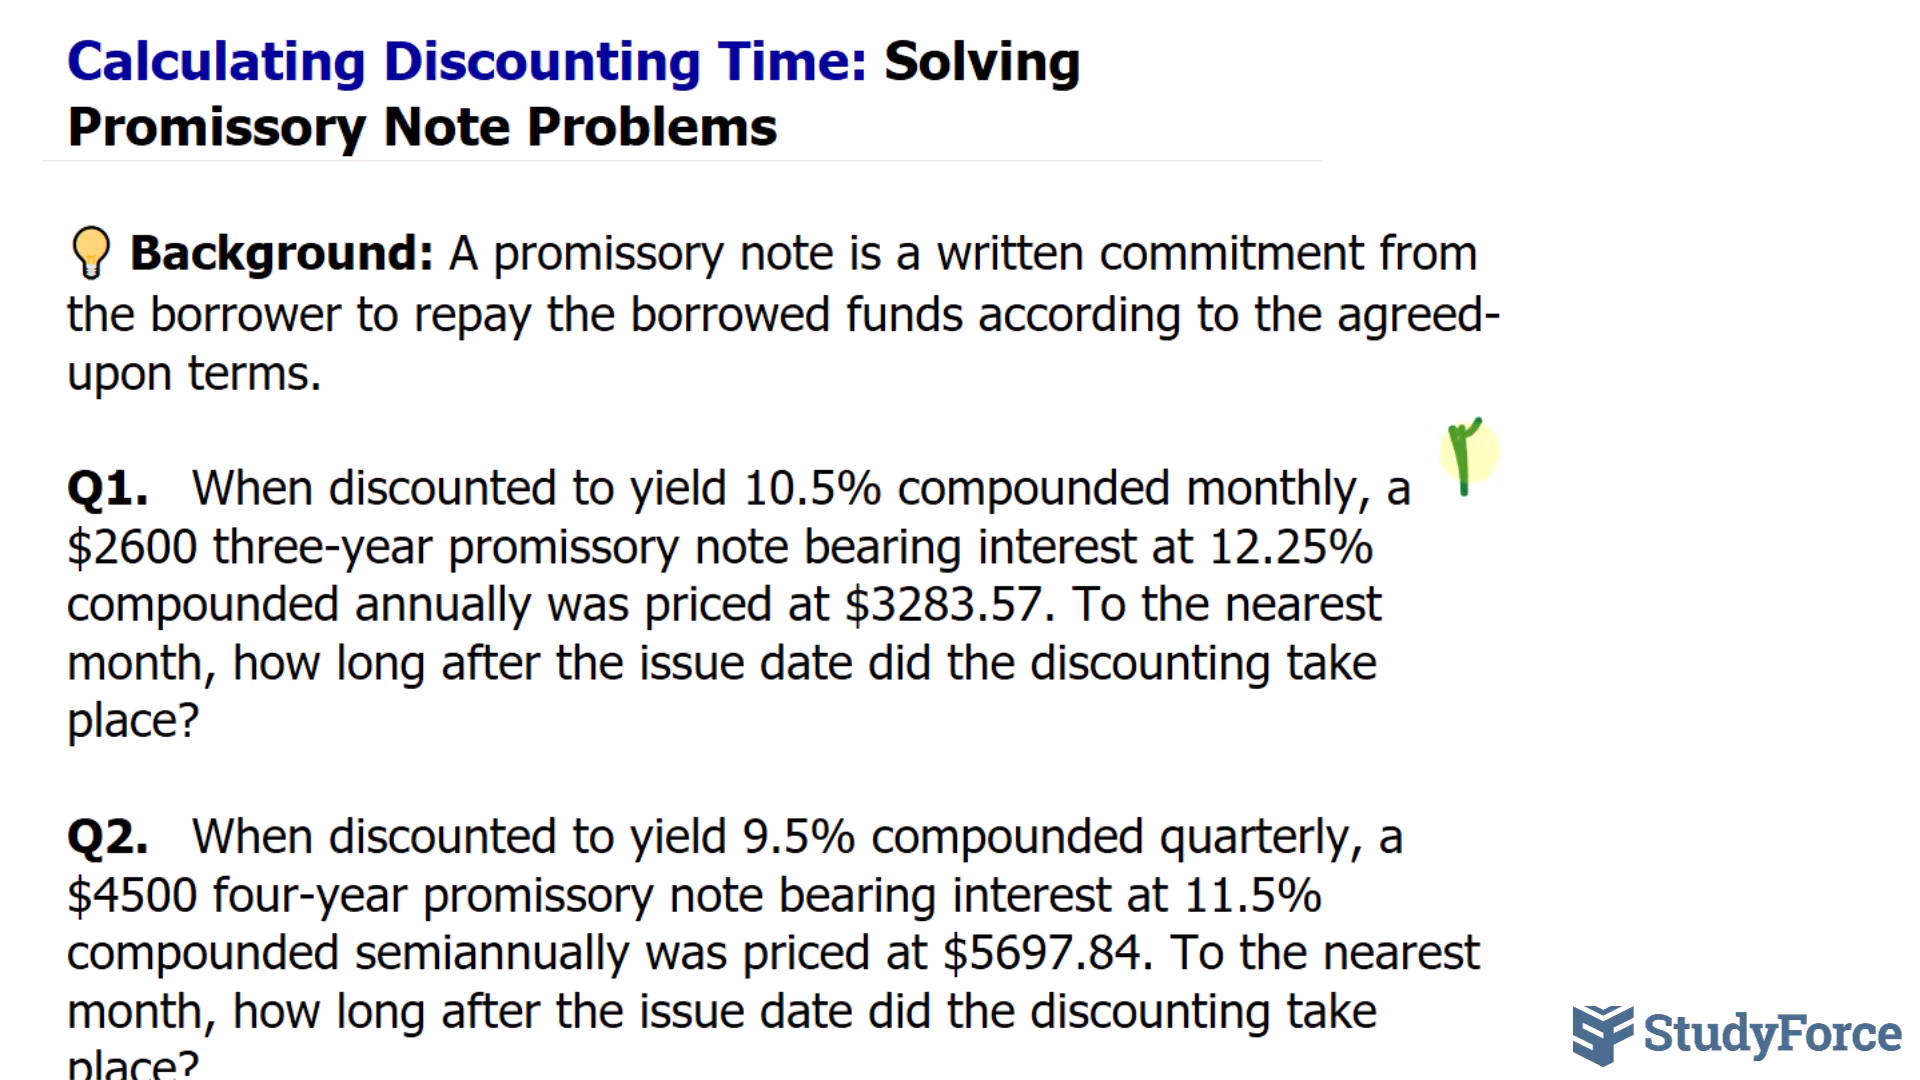 Calculating Discounting Time: Solving
Promissory Note Problems
Background: A promissory note is a written commitment from
the borrower to repay the borrowed funds according to the agreed-
upon terms.
Q1. When discounted to yield 10.5% compounded monthly, a
$2600 three-year promissory note bearing interest at 12.25%
compounded annually was priced at $3283.57. To the nearest
month, how long after the issue date did the discounting take
place?
Q2. When discounted to yield 9.5% compounded quarterly, a
$4500 four-year promissory note bearing interest at 11.5%
compounded semiannually was priced at $5697.84. To the nearest
month, how long after the issue date did the discounting take
place?
StudyForce